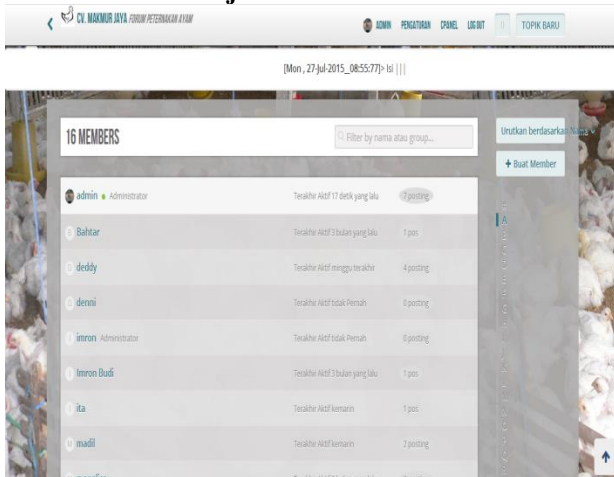 CV. MAKMUR JAYA FORUM PETERNAKAN AYAM
ADMIN PENGATURAN CPANEL LOG OUT 0 TOPIK BARU
[Mon , 27-Jul-2015_08:55:77]> Isi | | |
16 MEMBERS
Filter by nama atau group...
Urutkan berdasarkan Nama
+ Buat Member
admin Administrator Terakhir Aktif 17 detik yang lalu 7 posting
A
Bahtar Terakhir Aktif 3 bulan yang lalu 1 pos
deddy Terakhir Aktif minggu terakhir 4 posting
denni Terakhir Aktif tidak Pernah 0 posting
imron Administrator Terakhir Aktif tidak Pernah 0 posting
Imron Budi Terakhir Aktif 3 bulan yang lalu 1 pos
ita Terakhir Aktif kemarin 1 pos
madil Terakhir Aktif kemarin 2 posting